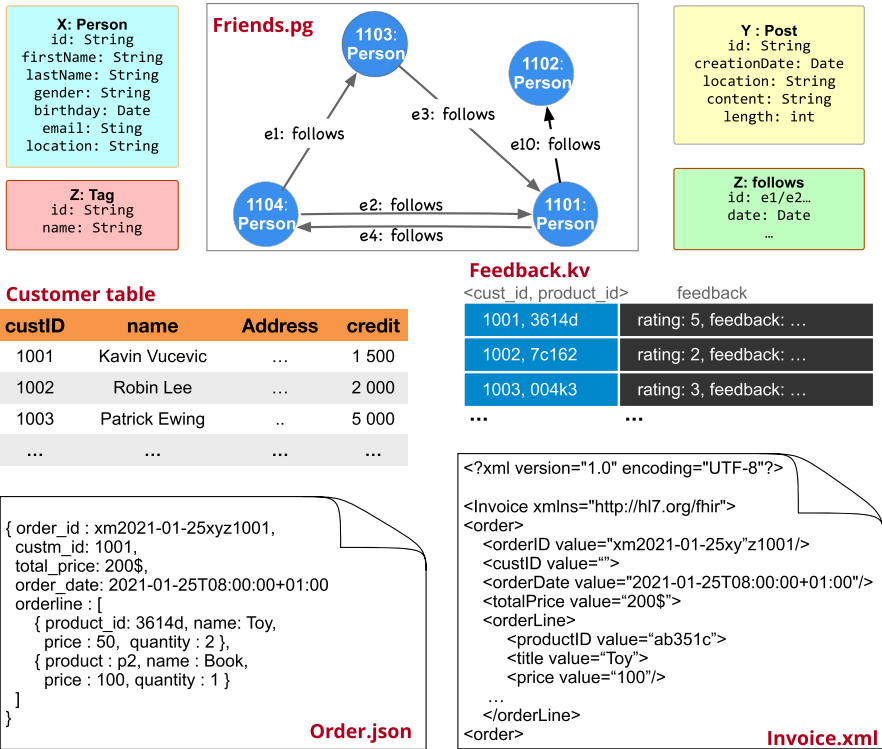 X: Person
id: String
firstName: String
lastName: String
gender: String
birthday: Date
email: Sting
location: String
Z: Tag
id: String
name: String
Friends.pg
1103:
Person
1102:
Person
e1: follows
e3: follows
e10: follows
1104:
Person
e2: follows
e4: follows
1101:
Person
Y : Post
id: String
creationDate: Date
location: String
content: String
length: int
Z: follows
id: e1/e2…
date: Date
…
Customer table
custID name Address credit
1001 Kavin Vucevic … 1 500
1002 Robin Lee … 2 000
1003 Patrick Ewing .. 5 000
… … … …
Feedback.kv
<cust_id, product_id> feedback
1001, 3614d rating: 5, feedback: …
1002, 7c162 rating: 2, feedback: …
1003, 004k3 rating: 3, feedback: …
… …
{ order_id : xm2021-01-25xyz1001,
custm_id: 1001,
total_price: 200$,
order_date: 2021-01-25T08:00:00+01:00
orderline : [
{ product_id: 3614d, name: Toy,
price : 50, quantity : 2 },
{ product : p2, name : Book,
price : 100, quantity : 1 }
]
}
Order.json
<?xml version="1.0" encoding="UTF-8"?>
<Invoice xmlns="http://hl7.org/fhir">
<order>
<orderID value="xm2021-01-25xy”z1001/>
<custID value=“”>
<orderDate value="2021-01-25T08:00:00+01:00"/>
<totalPrice value=“200$”>
<orderLine>
<productID value=“ab351c”>
<title value=“Toy”>
<price value=“100”/>
…
</orderLine>
<order>
Invoice.xml